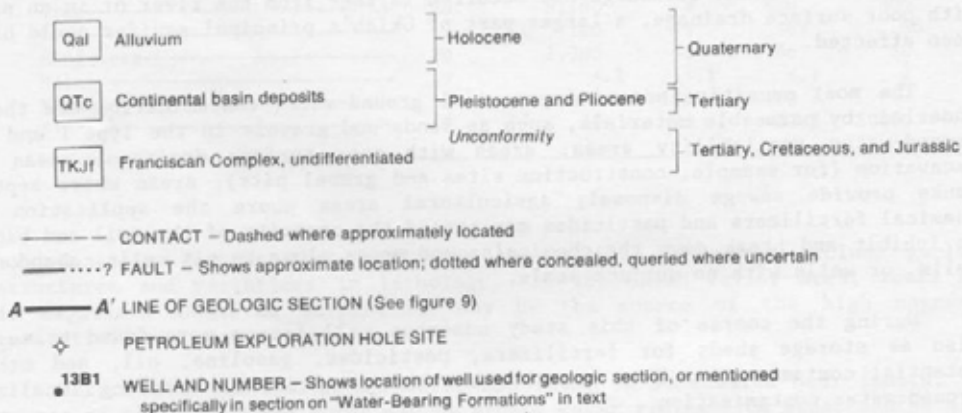 Qal Alluvium Holocene Quaternary
QTc Continental basin deposits Pleistocene and Pliocene Tertiary
Unconformity
TKJf Franciscan Complex, undifferentiated Tertiary, Cretaceous, and Jurassic
CONTACT – Dashed where approximately located
? FAULT – Shows approximate location; dotted where concealed, queried where uncertain
A A' LINE OF GEOLOGIC SECTION (See figure 9)
PETROLEUM EXPLORATION HOLE SITE
13B1 WELL AND NUMBER – Shows location of well used for geologic section, or mentioned
specifically in section on "Water-Bearing Formations" in text